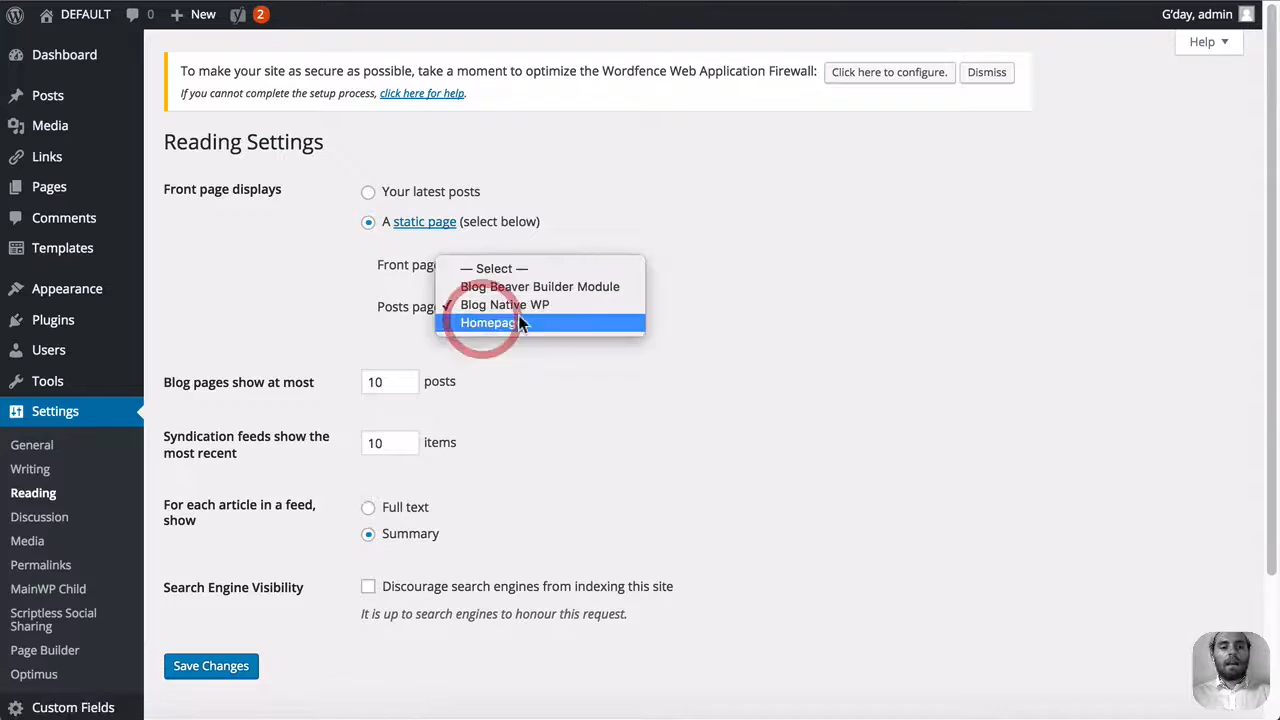 DEFAULT 0 New 2 G'day, admin
Help
Dashboard
Posts
Media
Links
Pages
Comments
Templates
Appearance
Plugins
Users
Tools
Settings
General
Writing
Reading
Discussion
Media
Permalinks
MainWP Child
Scriptless Social
Sharing
Page Builder
Optimus
Custom Fields
To make your site as secure as possible, take a moment to optimize the Wordfence Web Application Firewall: Click here to configure. Dismiss
If you cannot complete the setup process, click here for help.
Reading Settings
Front page displays
Your latest posts
A static page (select below)
Front pag
Posts pag
— Select —
Blog Beaver Builder Module
✓ Blog Native WP
Homepag
Blog pages show at most 10 posts
Syndication feeds show the
most recent
10 items
For each article in a feed,
show
Full text
Summary
Search Engine Visibility
Discourage search engines from indexing this site
It is up to search engines to honour this request.
Save Changes